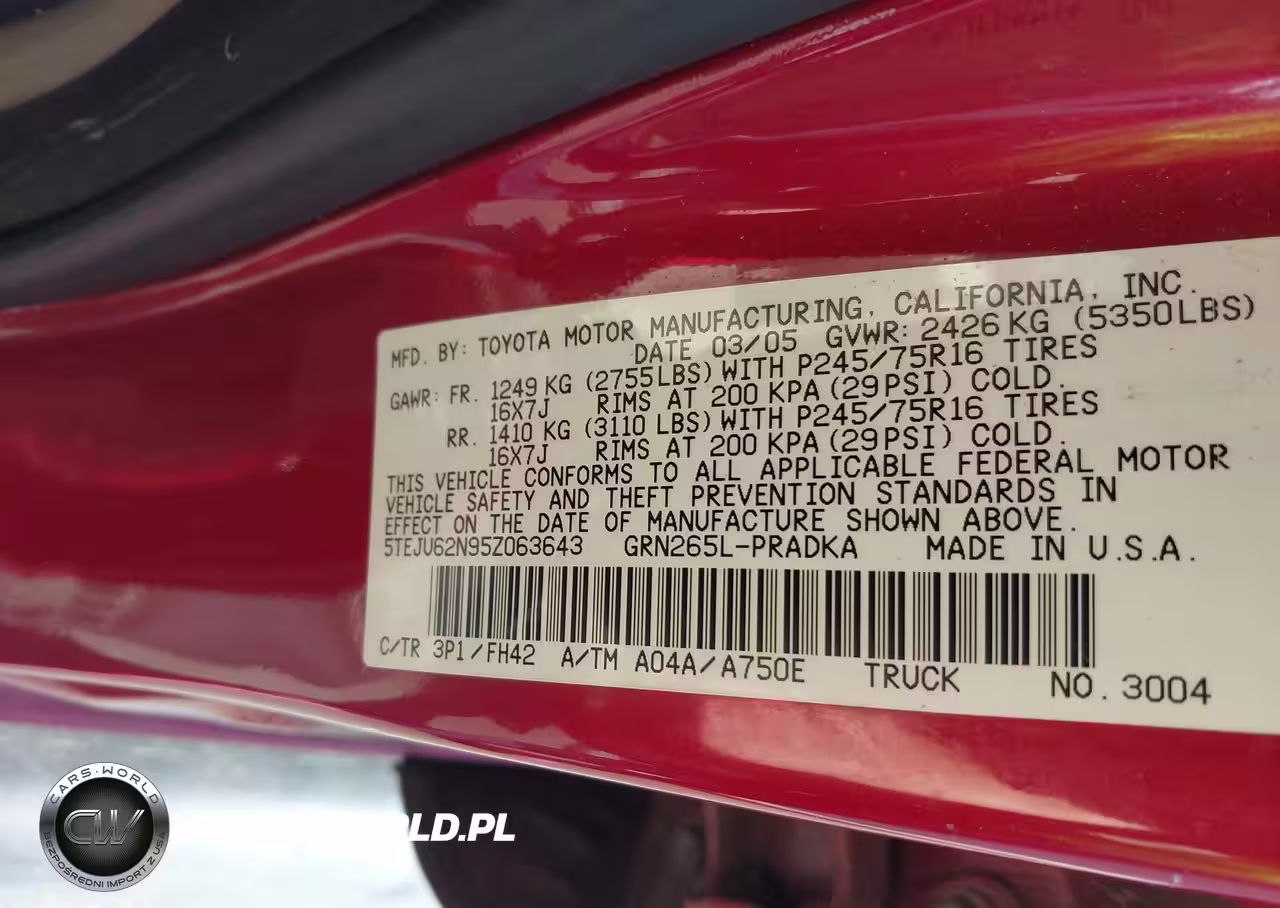 MFD. BY: TOYOTA MOTOR MANUFACTURING, CALIFORNIA, INC.
DATE 03/05 GVWR: 2426 KG (5350LBS)
GAWR: FR. 1249 KG (2755LBS) WITH P245/75R16 TIRES
16X7J RIMS AT 200 KPA (29PSI) COLD.
RR. 1410 KG (3110 LBS) WITH P245/75R16 TIRES
16X7J RIMS AT 200 KPA (29PSI) COLD.
THIS VEHICLE CONFORMS TO ALL APPLICABLE FEDERAL MOTOR
VEHICLE SAFETY AND THEFT PREVENTION STANDARDS IN
EFFECT ON THE DATE OF MANUFACTURE SHOWN ABOVE.
5TEJU62N95Z063643 GRN265L-PRADKA MADE IN U.S.A.
C/TR 3P1/FH42 A/TM A04A/A750E TRUCK NO. 3004
CARS-WORLD
CW
BEZPOŚREDNI IMPORT Z USA
LD.PL